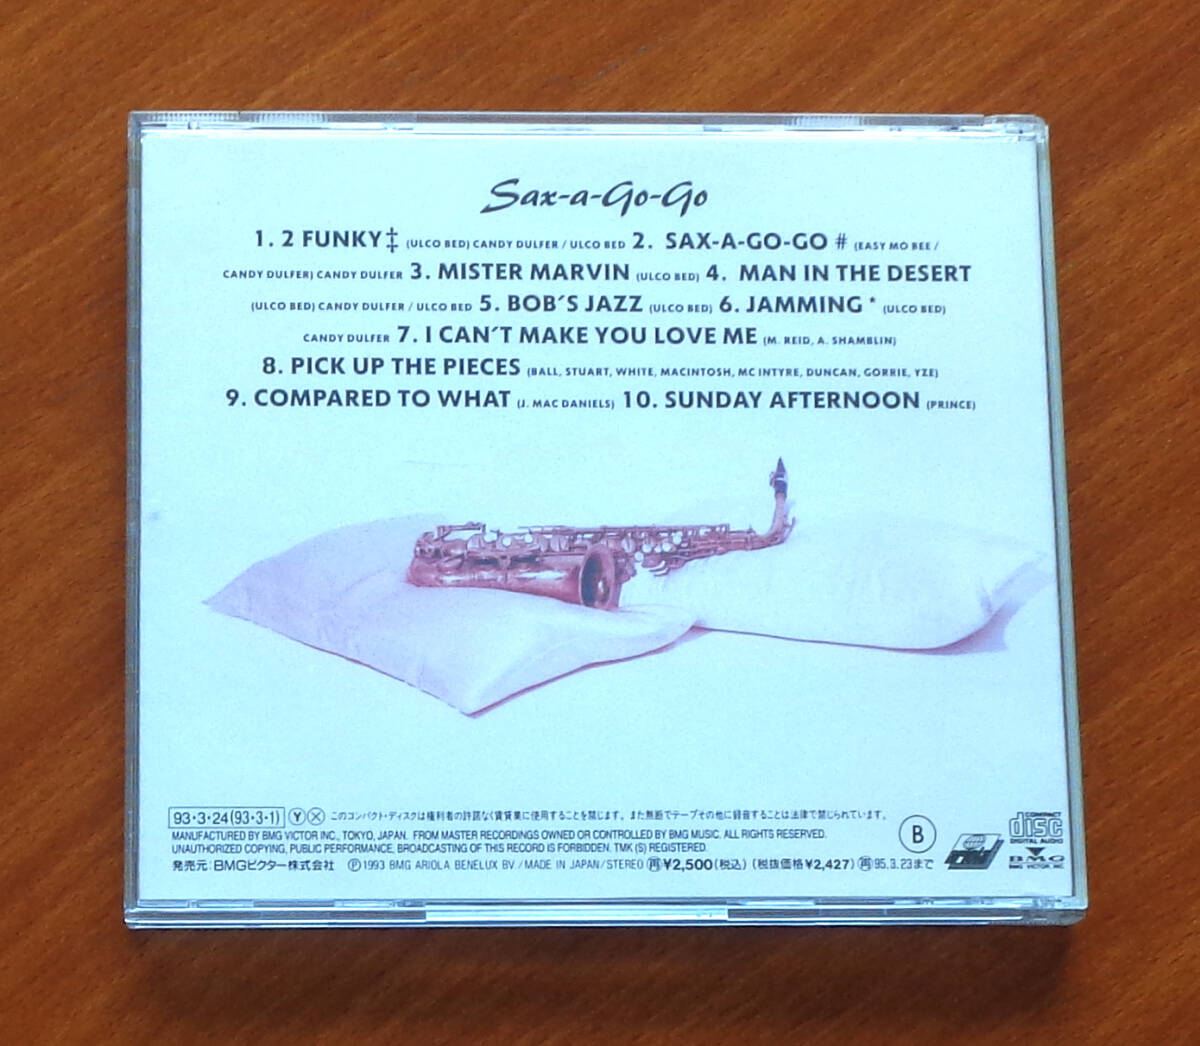 Sax-a-Go-Go
1. 2 FUNKY‡ (ULCO BED) CANDY DULFER / ULCO BED 2. SAX-A-GO-GO # (EASY MO BEE /
CANDY DULFER) CANDY DULFER 3. MISTER MARVIN (ULCO BED) 4. MAN IN THE DESERT
(ULCO BED) CANDY DULFER / ULCO BED 5. BOB´S JAZZ (ULCO BED) 6. JAMMING * (ULCO BED)
CANDY DULFER 7. I CAN´T MAKE YOU LOVE ME (M. REID, A. SHAMBLIN)
8. PICK UP THE PIECES (BALL, STUART, WHITE, MACINTOSH, MC INTYRE, DUNCAN, GORRIE, YZE)
9. COMPARED TO WHAT (J. MAC DANIELS) 10. SUNDAY AFTERNOON (PRINCE)
93・3・24(93・3・1) Ⓨ Ⓧ このコンパクト・ディスクは権利者の許諾なく賃貸業に使用することを禁じます。また無断でテープその他に録音することは法律で禁じられています。
MANUFACTURED BY BMG VICTOR INC., TOKYO, JAPAN. FROM MASTER RECORDINGS OWNED OR CONTROLLED BY BMG MUSIC. ALL RIGHTS RESERVED.
UNAUTHORIZED COPYING, PUBLIC PERFORMANCE, BROADCASTING OF THIS RECORD IS FORBIDDEN. TMK (S) REGISTERED.
発売元：BMGビクター株式会社 Ⓟ 1993 BMG ARIOLA BENELUX BV／MADE IN JAPAN／STEREO ㊢¥2,500(税込) (税抜価格¥2,427) ㊢95.3.23まで
B
COMPACT
disc
DIGITAL AUDIO
BMG
BMG VICTOR, INC.